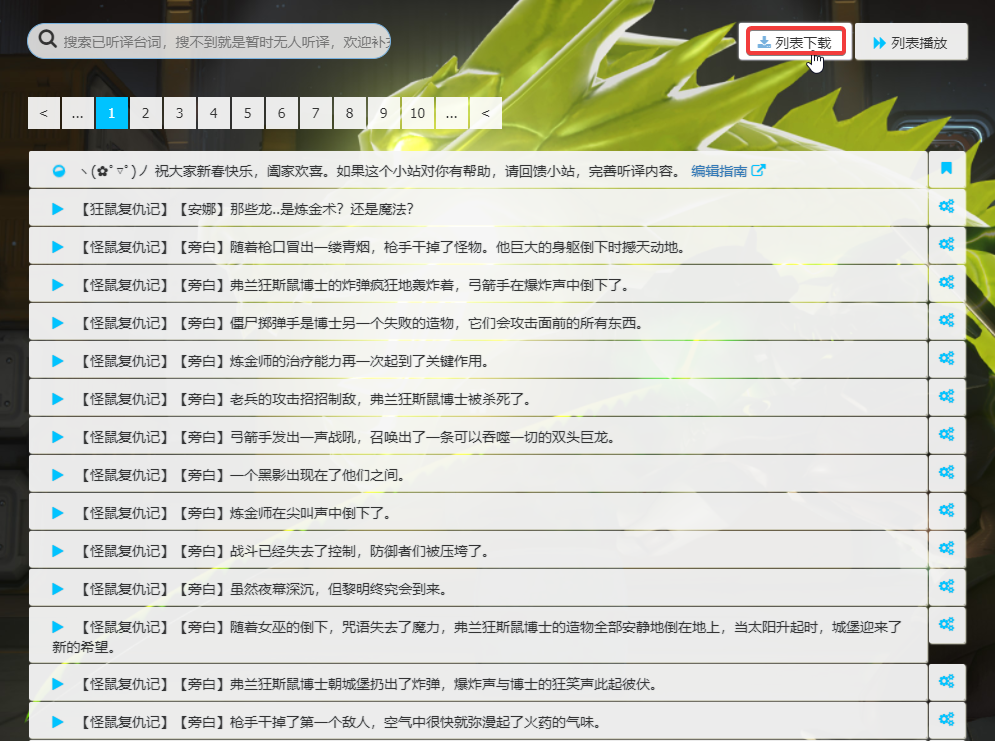 搜索已听译台词，搜不到就是暂时无人听译，欢迎补
列表下载
列表播放
< ... 1 2 3 4 5 6 7 8 9 10 ... <
ヽ(✿ﾟ▽ﾟ)ノ 祝大家新春快乐，阖家欢喜。如果这个小站对你有帮助，请回馈小站，完善听译内容。 编辑指南
【狂鼠复仇记】【安娜】那些龙..是炼金术？还是魔法？
【怪鼠复仇记】【旁白】随着枪口冒出一缕青烟，枪手干掉了怪物。他巨大的身躯倒下时撼天动地。
【怪鼠复仇记】【旁白】弗兰狂斯鼠博士的炸弹疯狂地轰炸着，弓箭手在爆炸声中倒下了。
【怪鼠复仇记】【旁白】僵尸掷弹手是博士另一个失败的造物，它们会攻击面前的所有东西。
【怪鼠复仇记】【旁白】炼金师的治疗能力再一次起到了关键作用。
【怪鼠复仇记】【旁白】老兵的攻击招招制敌，弗兰狂斯鼠博士被杀死了。
【怪鼠复仇记】【旁白】弓箭手发出一声战吼，召唤出了一条可以吞噬一切的双头巨龙。
【怪鼠复仇记】【旁白】一个黑影出现在了他们之间。
【怪鼠复仇记】【旁白】炼金师在尖叫声中倒下了。
【怪鼠复仇记】【旁白】战斗已经失去了控制，防御者们被压垮了。
【怪鼠复仇记】【旁白】虽然夜幕深沉，但黎明终究会到来。
【怪鼠复仇记】【旁白】随着女巫的倒下，咒语失去了魔力，弗兰狂斯鼠博士的造物全部安静地倒在地上，当太阳升起时，城堡迎来了
新的希望。
【怪鼠复仇记】【旁白】弗兰狂斯鼠博士朝城堡扔出了炸弹，爆炸声与博士的狂笑声此起彼伏。
【怪鼠复仇记】【旁白】枪手干掉了第一个敌人，空气中很快就弥漫起了火药的气味。